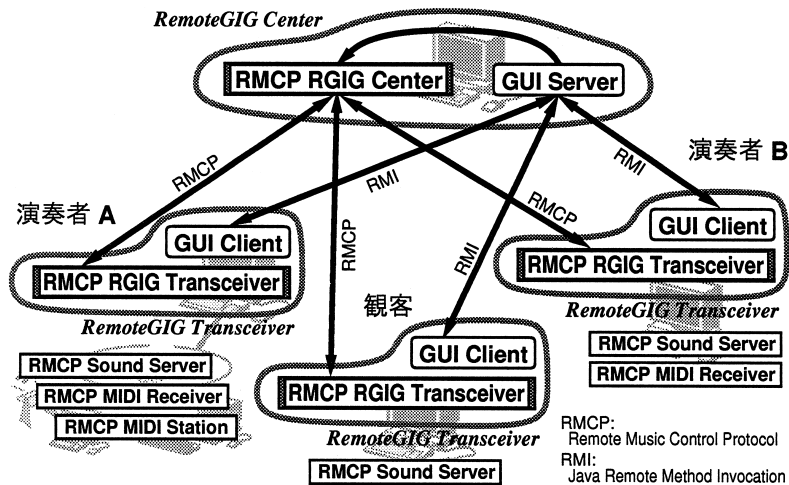 RemoteGIG Center
RMCP RGIG Center
GUI Server
RMCP
RMI
RMCP
RMI
RMCP
RMI
演奏者 A
GUI Client
RMCP RGIG Transceiver
RemoteGIG Transceiver
RMCP Sound Server
RMCP MIDI Receiver
RMCP MIDI Station
観客
GUI Client
RMCP RGIG Transceiver
RemoteGIG Transceiver
RMCP Sound Server
演奏者 B
GUI Client
RMCP RGIG Transceiver
RemoteGIG Transceiver
RMCP Sound Server
RMCP MIDI Receiver
RMCP:
Remote Music Control Protocol
RMI:
Java Remote Method Invocation